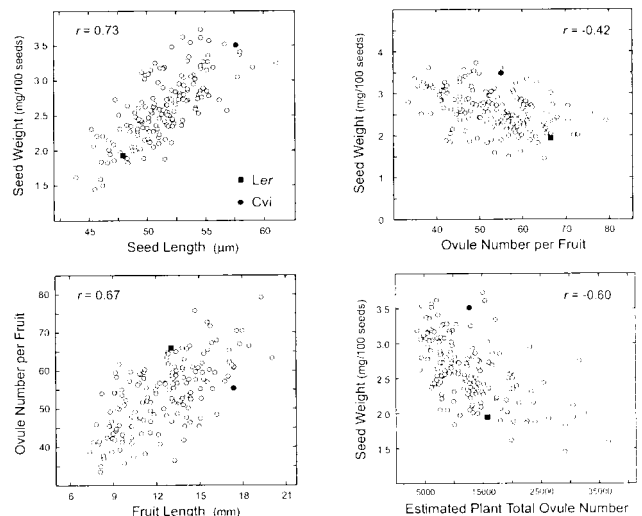 r = 0.73
Seed Weight (mg/100 seeds)
3.5
3.0
2.5
2.0
1.5
Ler
Cvi
45 50 55 60
Seed Length (μm)
r = -0.42
Seed Weight (mg/100 seeds)
5
4
3
2
1
0
40 50 60 70 80
Ovule Number per Fruit
r = 0.67
Ovule Number per Fruit
80
70
60
50
40
6 9 12 15 18 21
Fruit Length (mm)
r = -0.60
Seed Weight (mg/100 seeds)
3.5
3.0
2.5
2.0
1.5
5000 15000 25000 35000
Estimated Plant Total Ovule Number